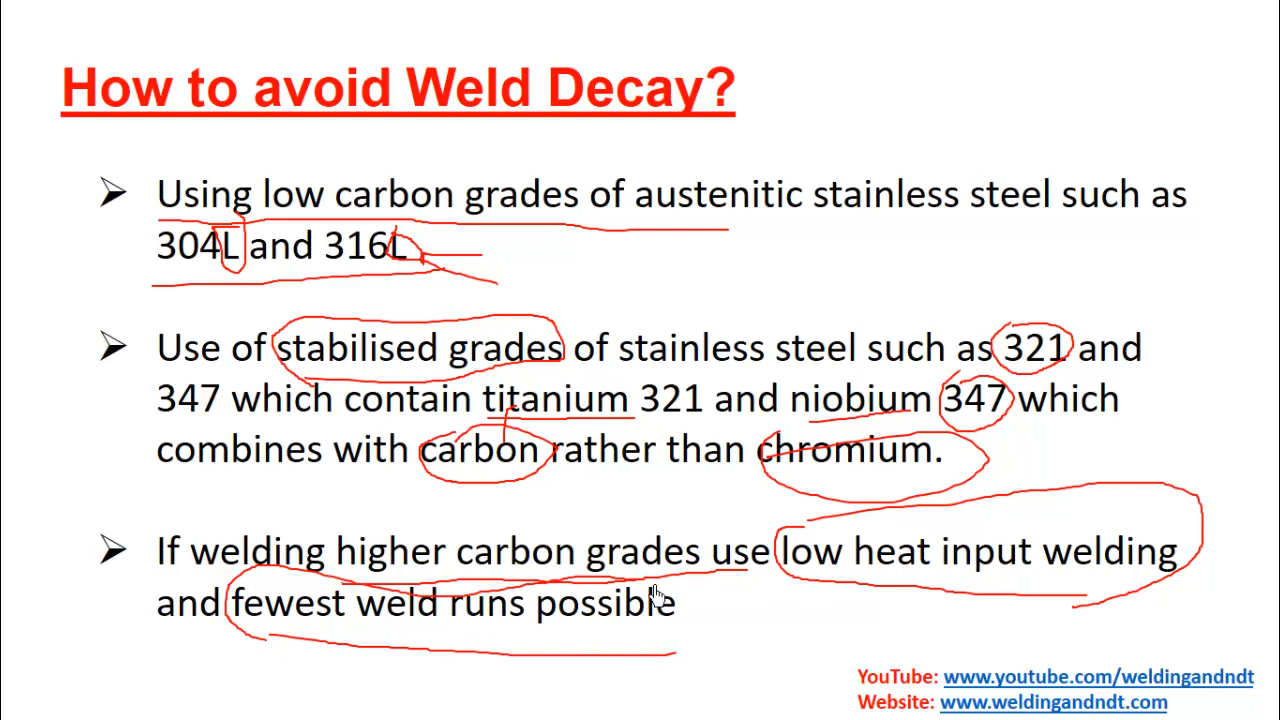 How to avoid Weld Decay?
➢ Using low carbon grades of austenitic stainless steel such as
304L and 316L
➢ Use of stabilised grades of stainless steel such as 321 and
347 which contain titanium 321 and niobium 347 which
combines with carbon rather than chromium.
➢ If welding higher carbon grades use low heat input welding
and fewest weld runs possible
YouTube: www.youtube.com/weldingandndt
Website: www.weldingandndt.com